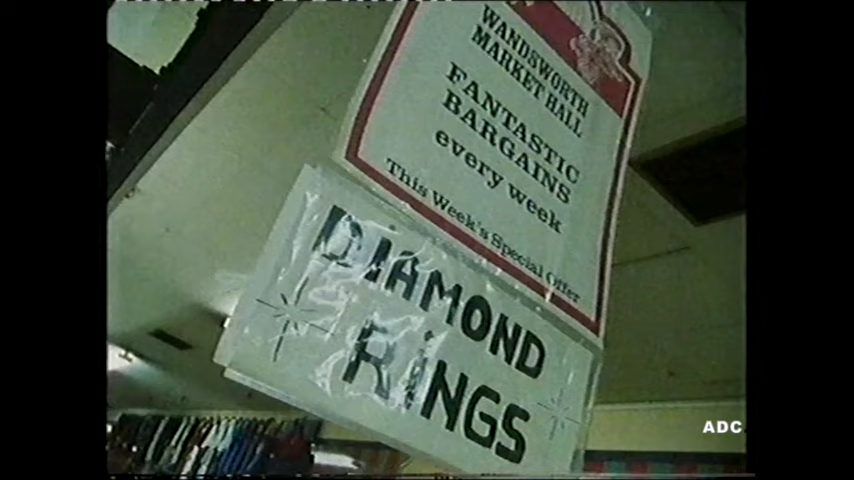 WANDSWORTH
MARKET HALL
FANTASTIC
BARGAINS
every week
This Week's Special Offer
DIAMOND
RINGS
ADC